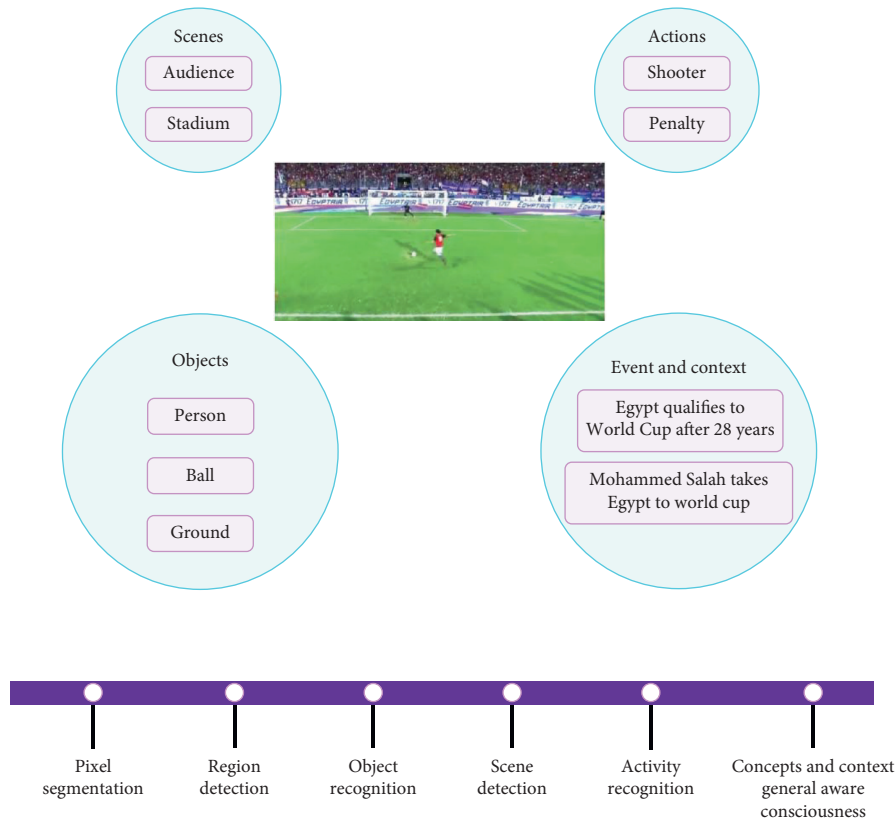 Scenes
Audience
Stadium
Actions
Shooter
Penalty
EGYPTAIR
EGYPTAIR
Objects
Person
Ball
Ground
Event and context
Egypt qualifies to
World Cup after 28 years
Mohammed Salah takes
Egypt to world cup
Pixel
segmentation
Region
detection
Object
recognition
Scene
detection
Activity
recognition
Concepts and context
general aware
consciousness